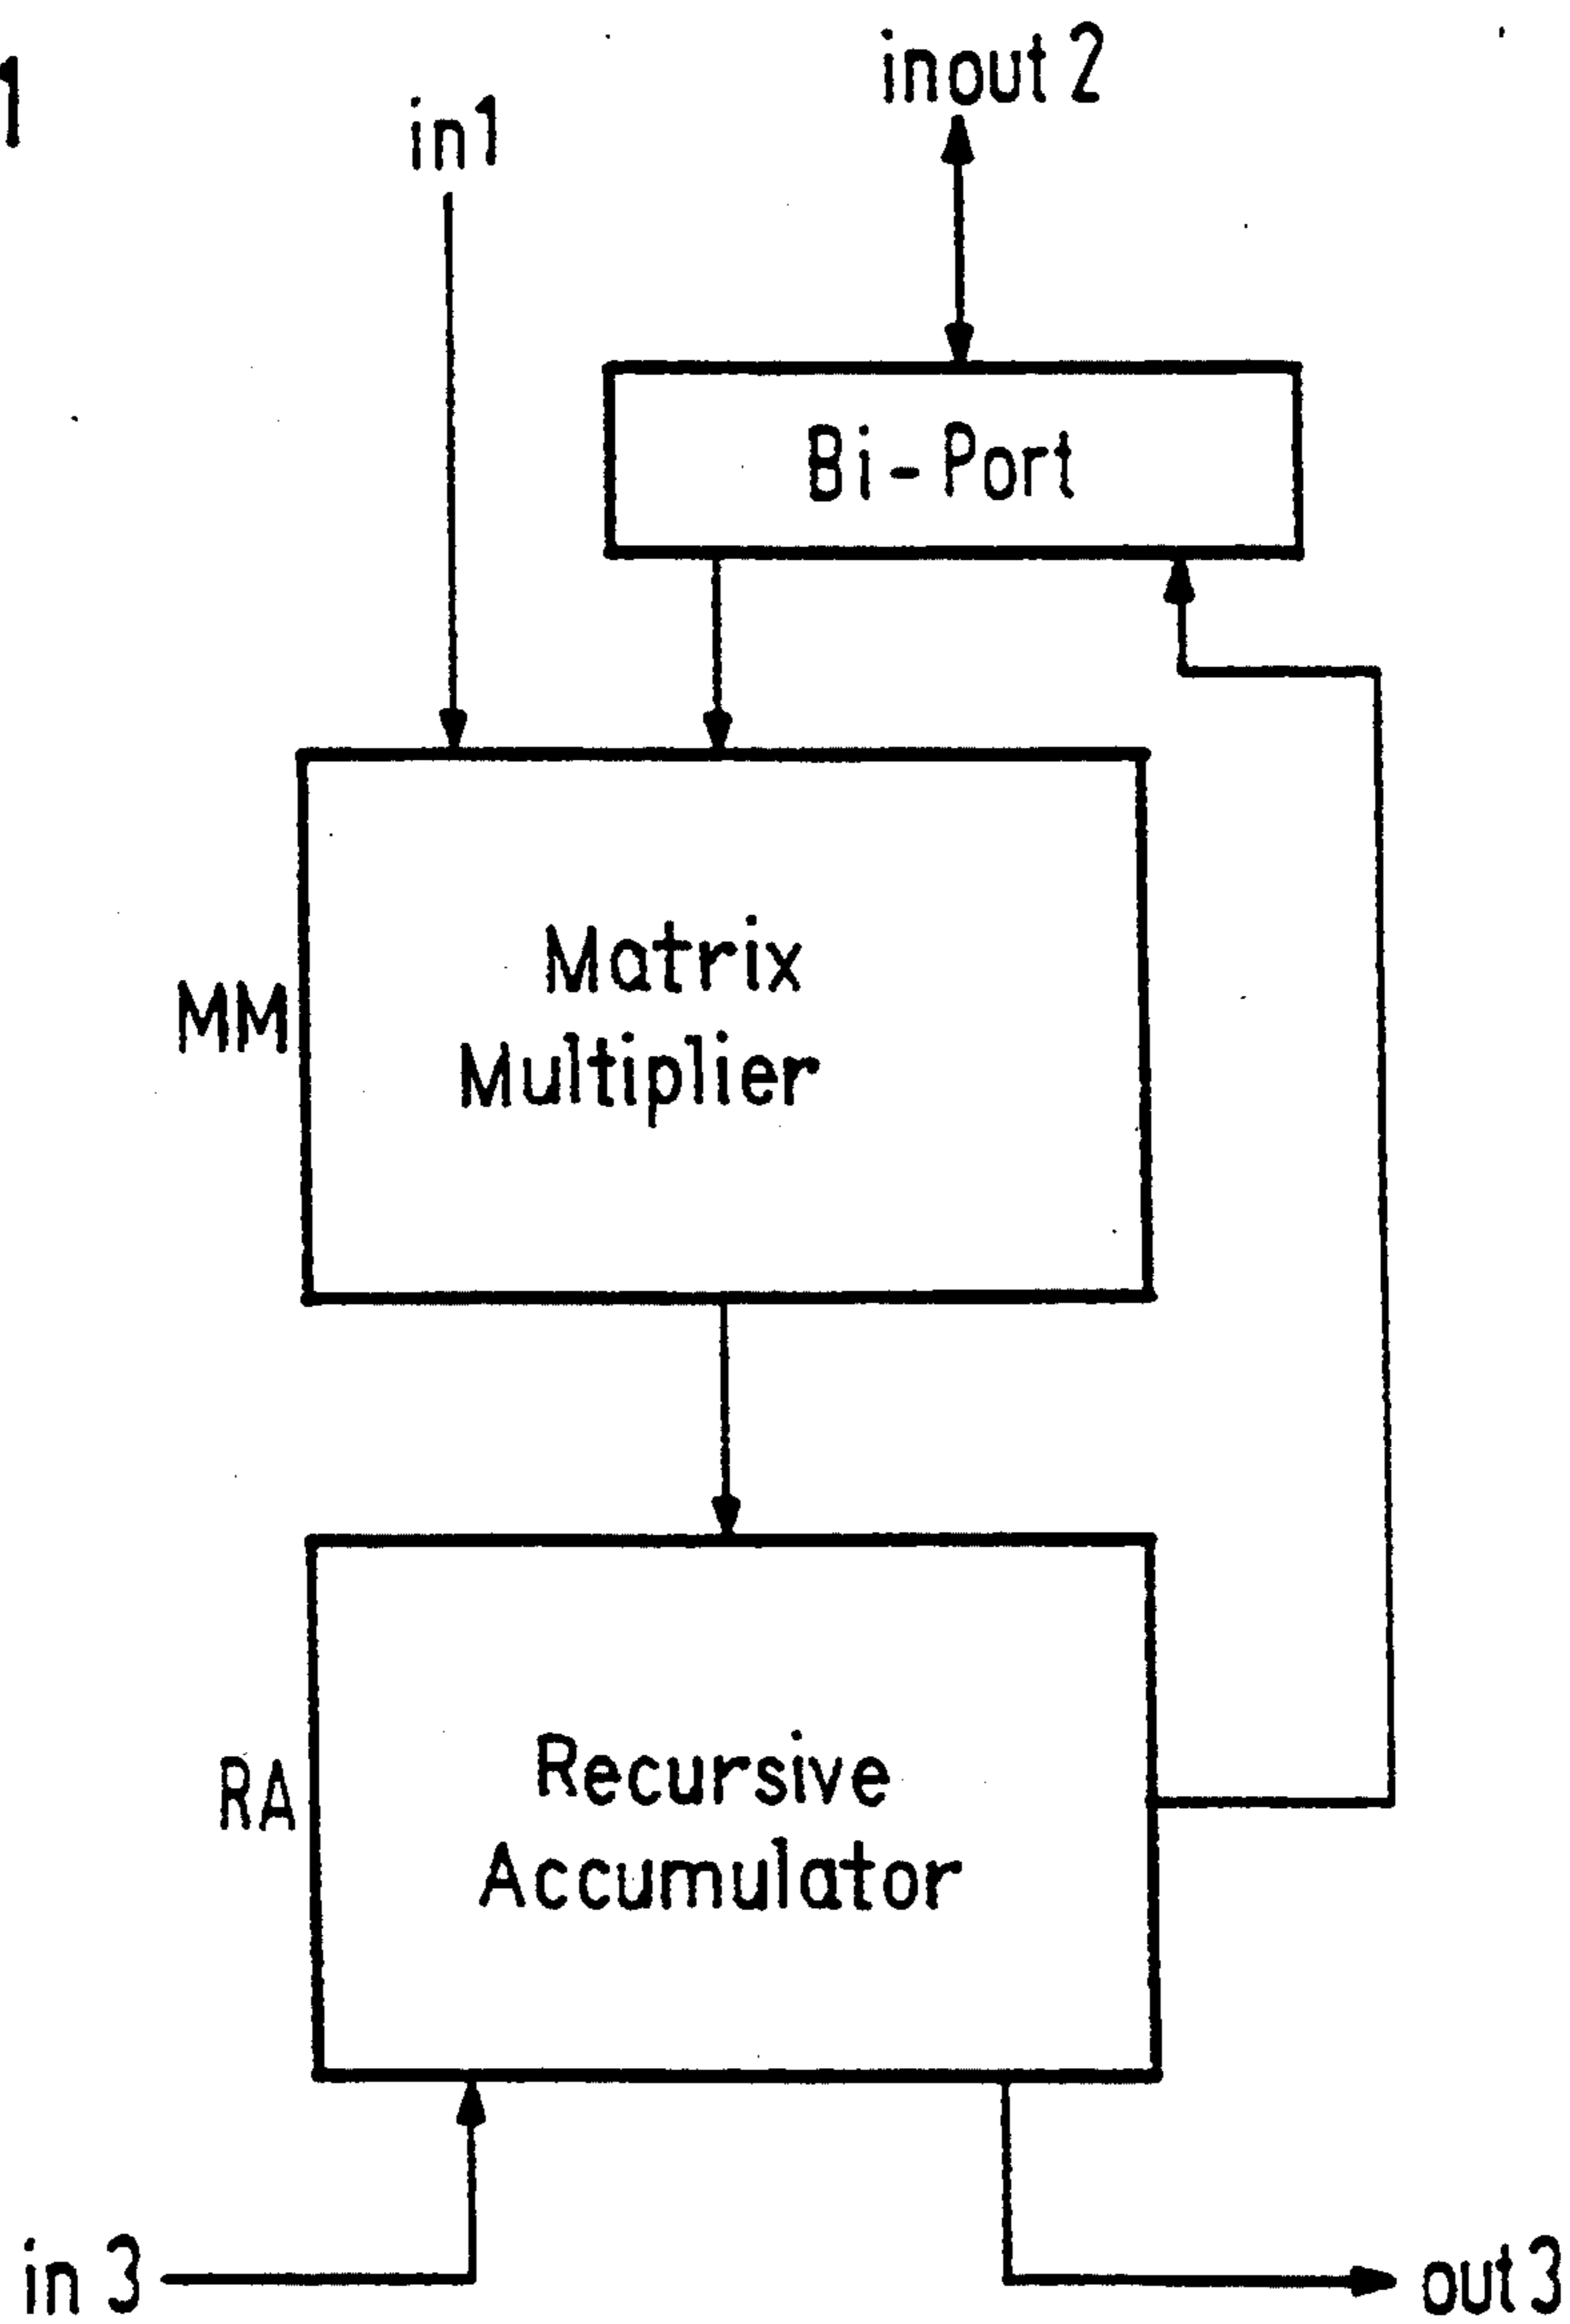 1
in1
inout 2
Bi-Port
MM
Matrix
Multiplier
RA
Recursive
Accumulator
in 3
out 3